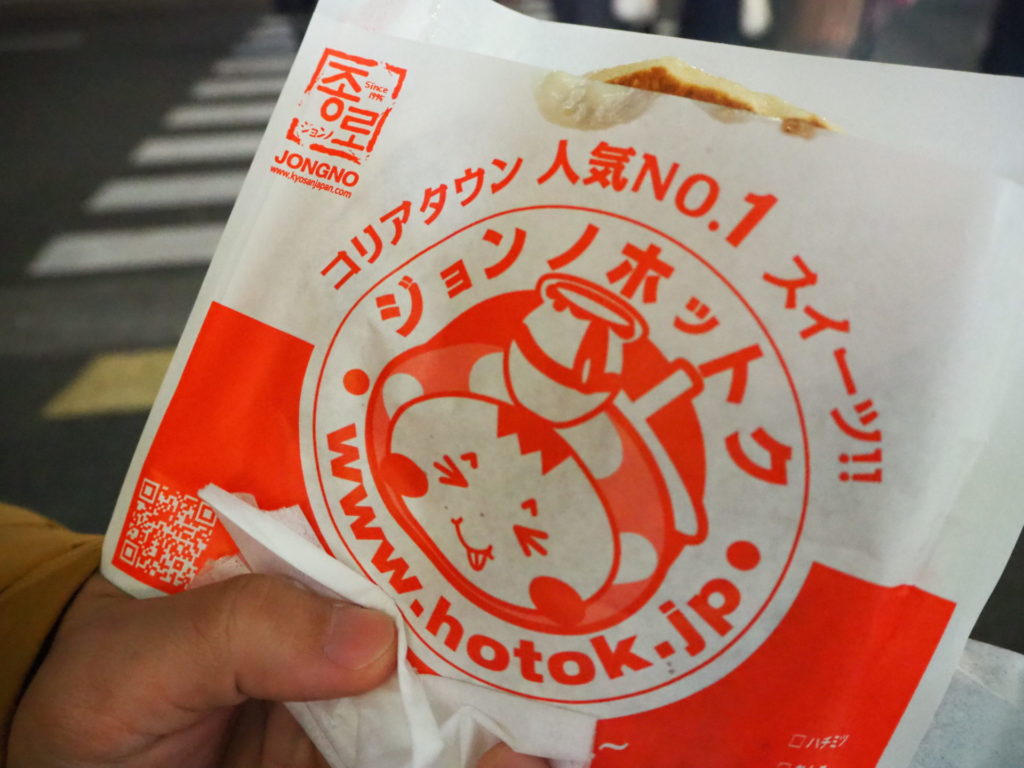 종로
Since 1994
ジョンノ
JONGNO
www.kyosanjapan.com
コリアタウン 人気NO.1 スイーツ!!
ジョンノホットク
www.hotok.jp
〜
□ハチミツ